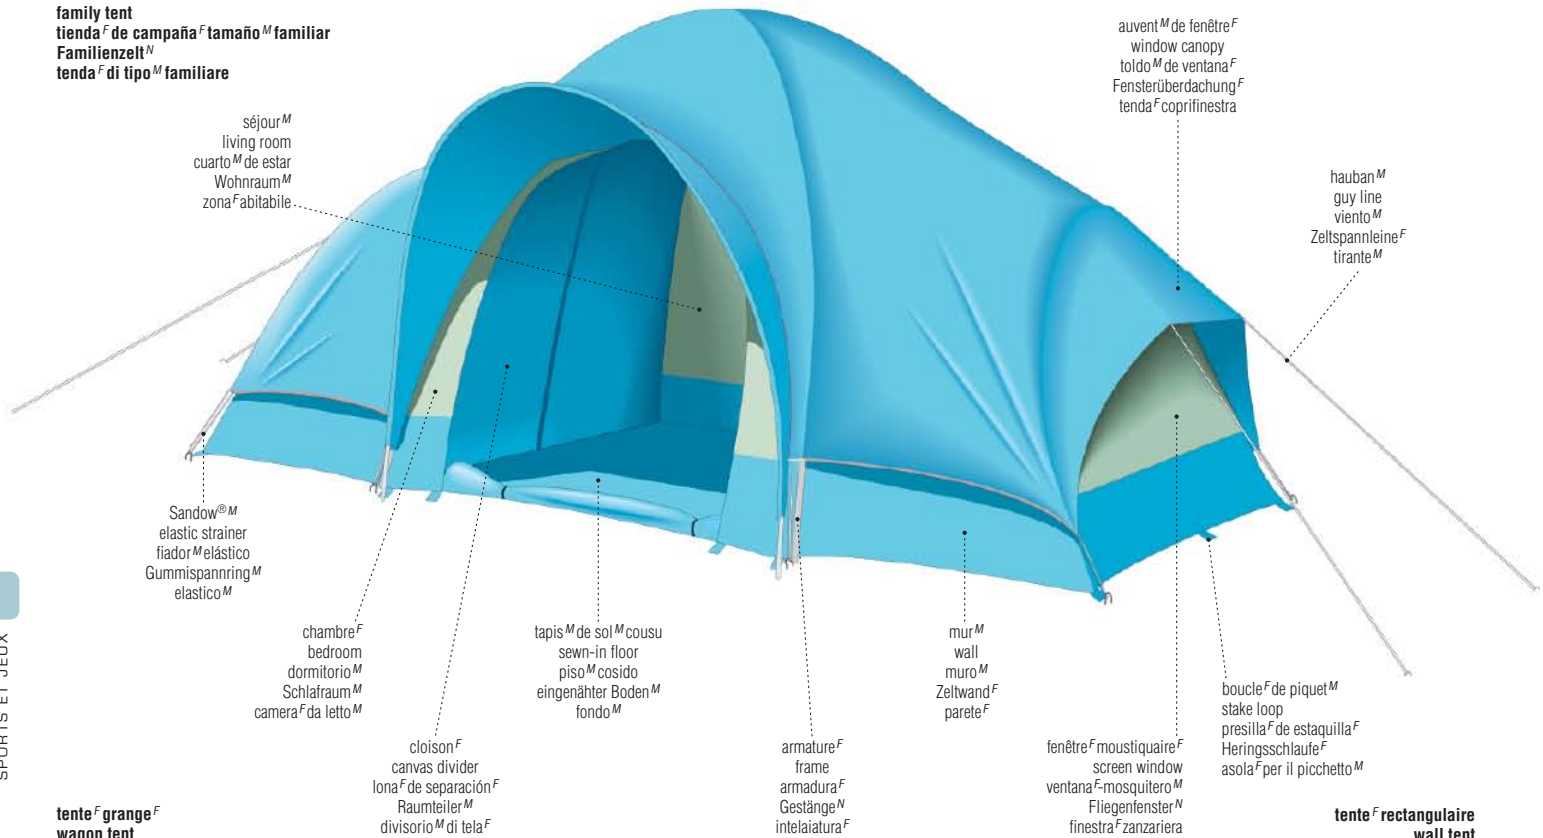 family tent
tienda F de campaña F tamaño M familiar
Familienzelt N
tenda F di tipo M familiare
auvent M de fenêtre F
window canopy
toldo M de ventana F
Fensterüberdachung F
tenda F coprifinestra
séjour M
living room
cuarto M de estar
Wohnraum M
zona F abitabile
hauban M
guy line
viento M
Zeltspannleine F
tirante M
Sandow® M
elastic strainer
fiador M elástico
Gummispannring M
elastico M
chambre F
bedroom
dormitorio M
Schlafraum M
camera F da letto M
tapis M de sol M cousu
sewn-in floor
piso M cosido
eingenähter Boden M
fondo M
mur M
wall
muro M
Zeltwand F
parete F
boucle F de piquet M
stake loop
presilla F de estaquilla F
Heringsschlaufe F
asola F per il picchetto M
cloison F
canvas divider
lona F de separación F
Raumteiler M
divisorio M di tela F
armature F
frame
armadura F
Gestänge N
intelaiatura F
fenêtre F moustiquaire F
screen window
ventana F-mosquitero M
Fliegenfenster N
finestra F zanzariera
SPORTS ET JEUX
tente F grange F
wagon tent
tente F rectangulaire
wall tent